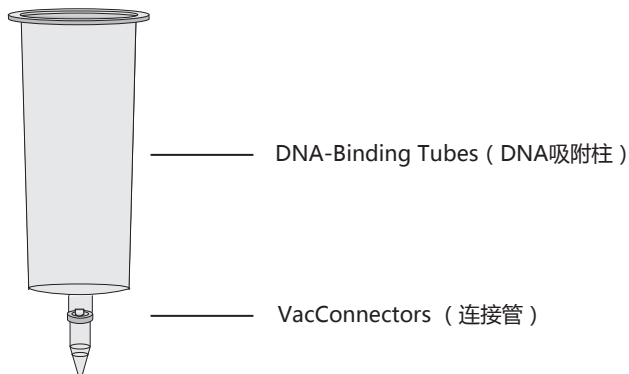 DNA-Binding Tubes ( DNA吸附柱 )
VacConnectors ( 连接管 )